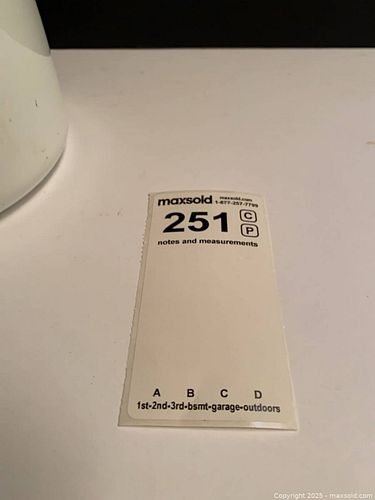 maxsold maxsold.com
1-877-257-7799
251 C
P
notes and measurements
A B C D
1st-2nd-3rd-bsmt-garage-outdoors
Copyright 2025 - maxsold.com